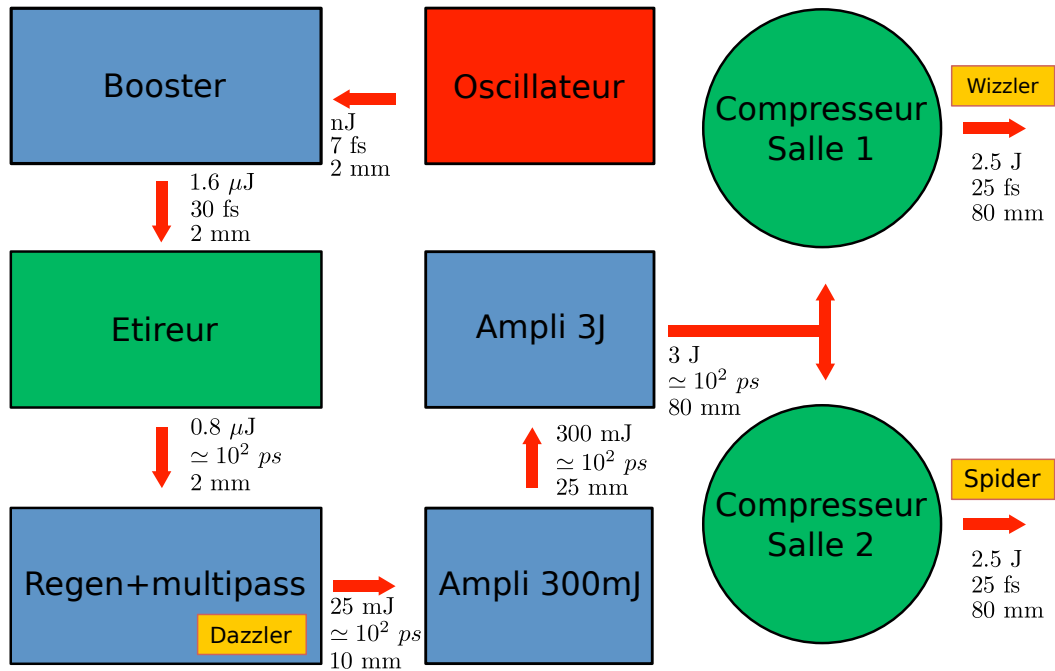 Oscillateur
nJ
7 fs
2 mm
Booster
1.6 μJ
30 fs
2 mm
Etireur
0.8 μJ
≃ 10² ps
2 mm
Regen+multipass
Dazzler
25 mJ
≃ 10² ps
10 mm
Ampli 300mJ
300 mJ
≃ 10² ps
25 mm
Ampli 3J
3 J
≃ 10² ps
80 mm
Compresseur
Salle 1
Wizzler
2.5 J
25 fs
80 mm
Compresseur
Salle 2
Spider
2.5 J
25 fs
80 mm